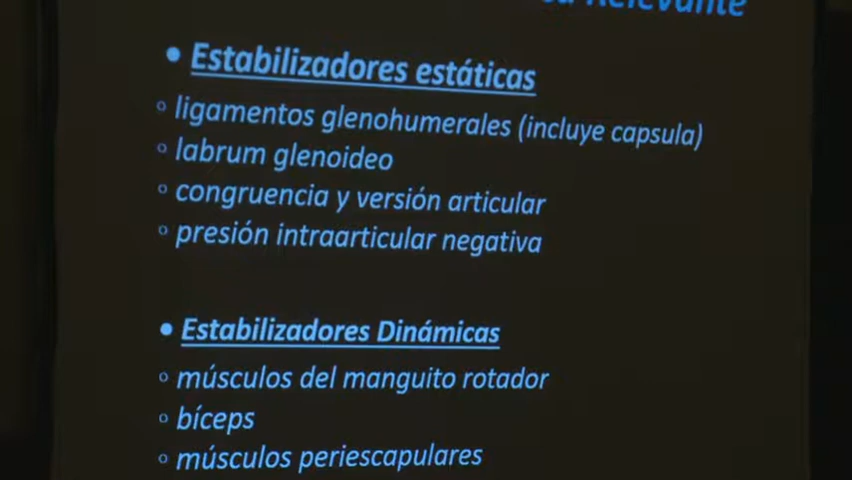 Relevante
• Estabilizadores estáticas
○ ligamentos glenohumerales (incluye capsula)
○ labrum glenoideo
○ congruencia y versión articular
○ presión intraarticular negativa
• Estabilizadores Dinámicas
○ músculos del manguito rotador
○ bíceps
○ músculos periescapulares